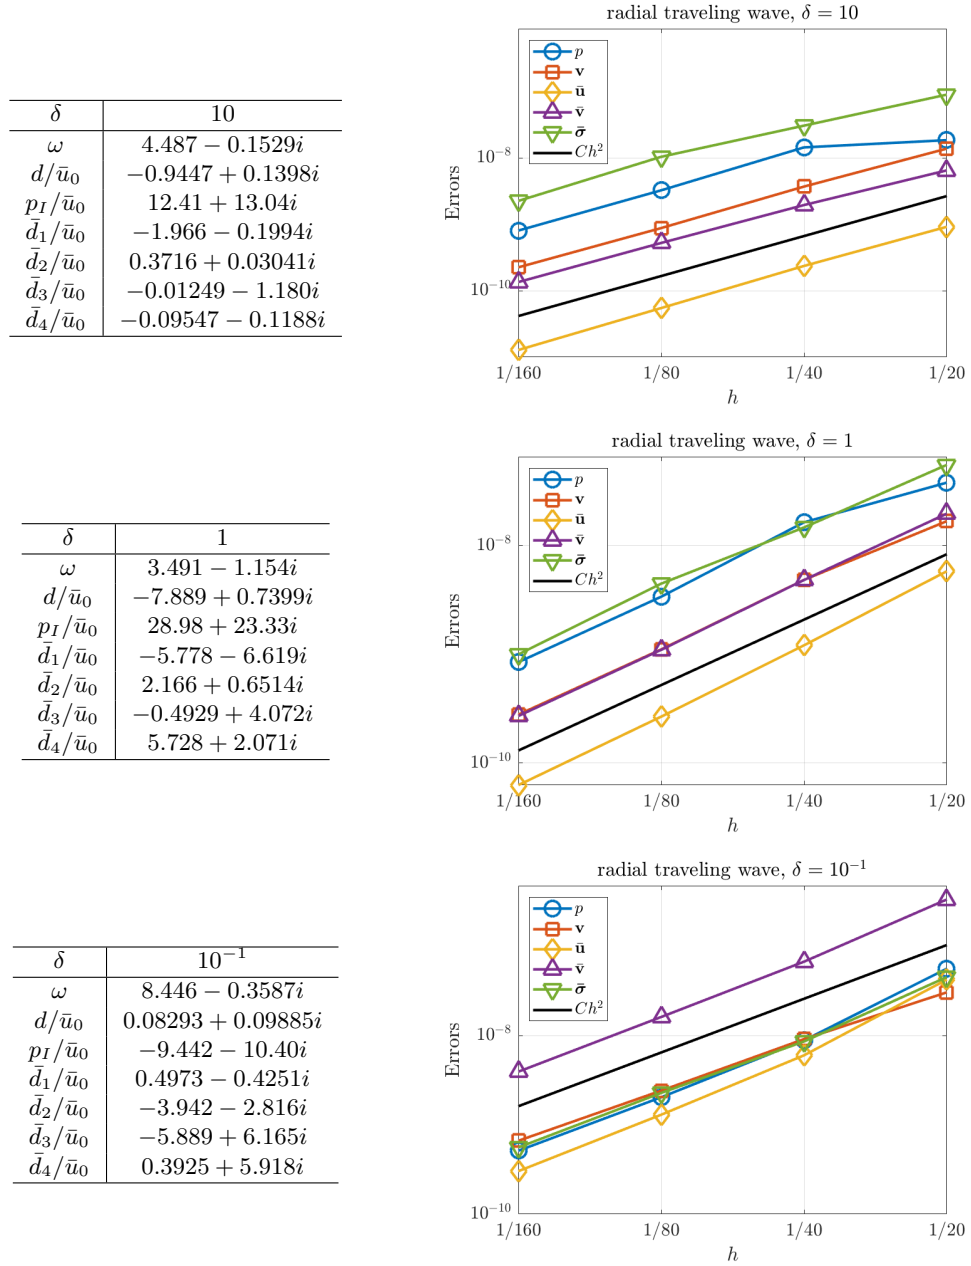 δ 10
ω 4.487 − 0.1529i
d/ū₀ −0.9447 + 0.1398i
p_I/ū₀ 12.41 + 13.04i
d̄₁/ū₀ −1.966 − 0.1994i
d̄₂/ū₀ 0.3716 + 0.03041i
d̄₃/ū₀ −0.01249 − 1.180i
d̄₄/ū₀ −0.09547 − 0.1188i
radial traveling wave, δ = 10
p
v
ū
v̄
σ̄
Ch²
Errors
10⁻⁸
10⁻¹⁰
1/160 1/80 1/40 1/20
h
δ 1
ω 3.491 − 1.154i
d/ū₀ −7.889 + 0.7399i
p_I/ū₀ 28.98 + 23.33i
d̄₁/ū₀ −5.778 − 6.619i
d̄₂/ū₀ 2.166 + 0.6514i
d̄₃/ū₀ −0.4929 + 4.072i
d̄₄/ū₀ 5.728 + 2.071i
radial traveling wave, δ = 1
p
v
ū
v̄
σ̄
Ch²
Errors
10⁻⁸
10⁻¹⁰
1/160 1/80 1/40 1/20
h
δ 10⁻¹
ω 8.446 − 0.3587i
d/ū₀ 0.08293 + 0.09885i
p_I/ū₀ −9.442 − 10.40i
d̄₁/ū₀ 0.4973 − 0.4251i
d̄₂/ū₀ −3.942 − 2.816i
d̄₃/ū₀ −5.889 + 6.165i
d̄₄/ū₀ 0.3925 + 5.918i
radial traveling wave, δ = 10⁻¹
p
v
ū
v̄
σ̄
Ch²
Errors
10⁻⁸
10⁻¹⁰
1/160 1/80 1/40 1/20
h